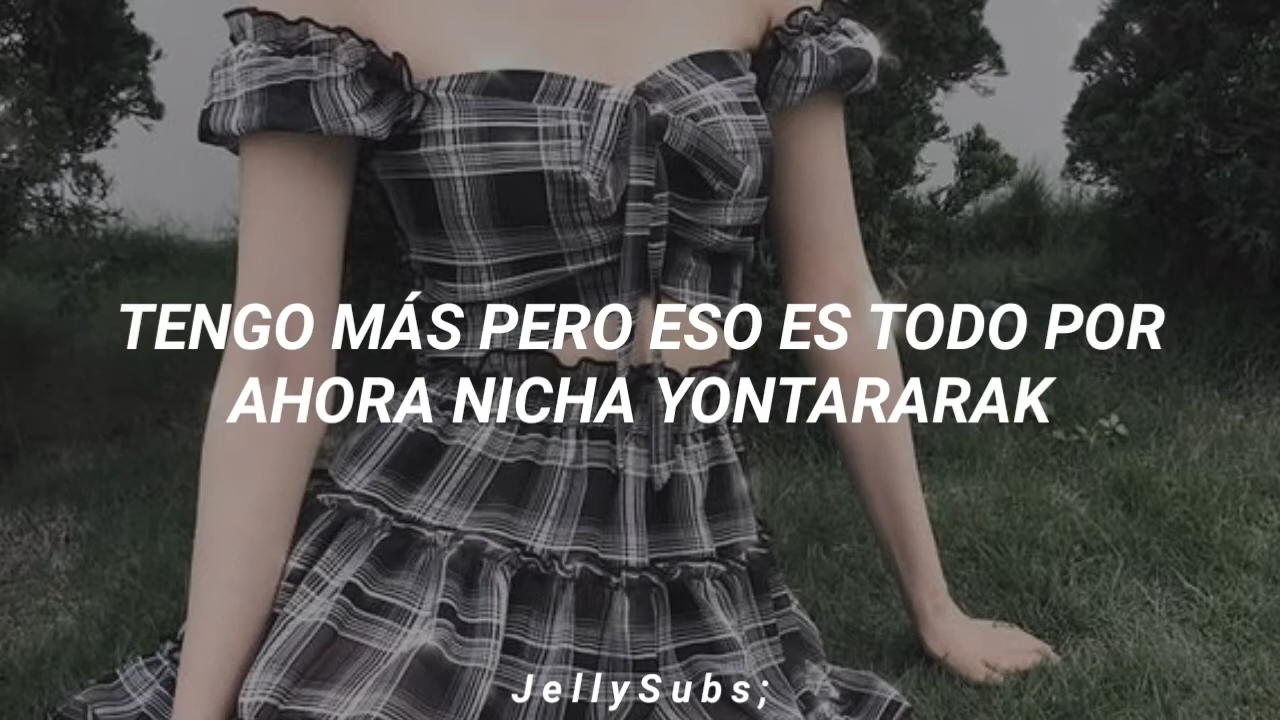 TENGO MÁS PERO ESO ES TODO POR
AHORA NICHA YONTARARAK
JellySubs;